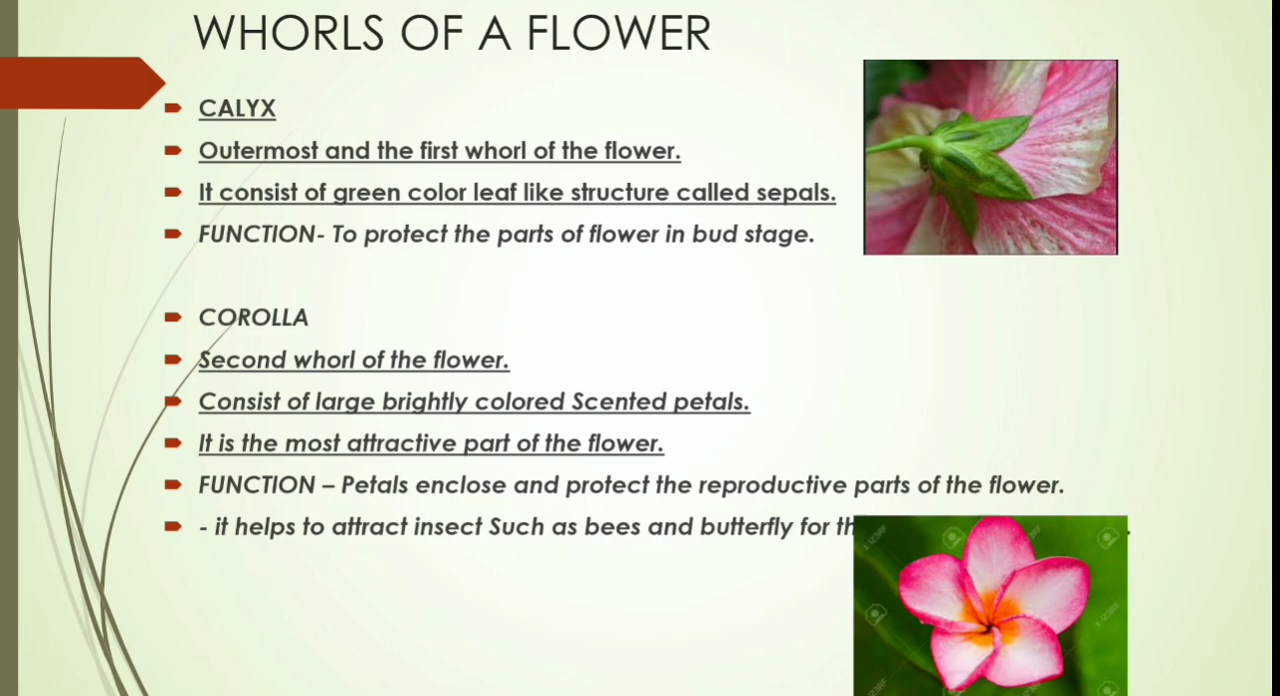 WHORLS OF A FLOWER
CALYX
Outermost and the first whorl of the flower.
It consist of green color leaf like structure called sepals.
FUNCTION- To protect the parts of flower in bud stage.
COROLLA
Second whorl of the flower.
Consist of large brightly colored Scented petals.
It is the most attractive part of the flower.
FUNCTION – Petals enclose and protect the reproductive parts of the flower.
- it helps to attract insect Such as bees and butterfly for